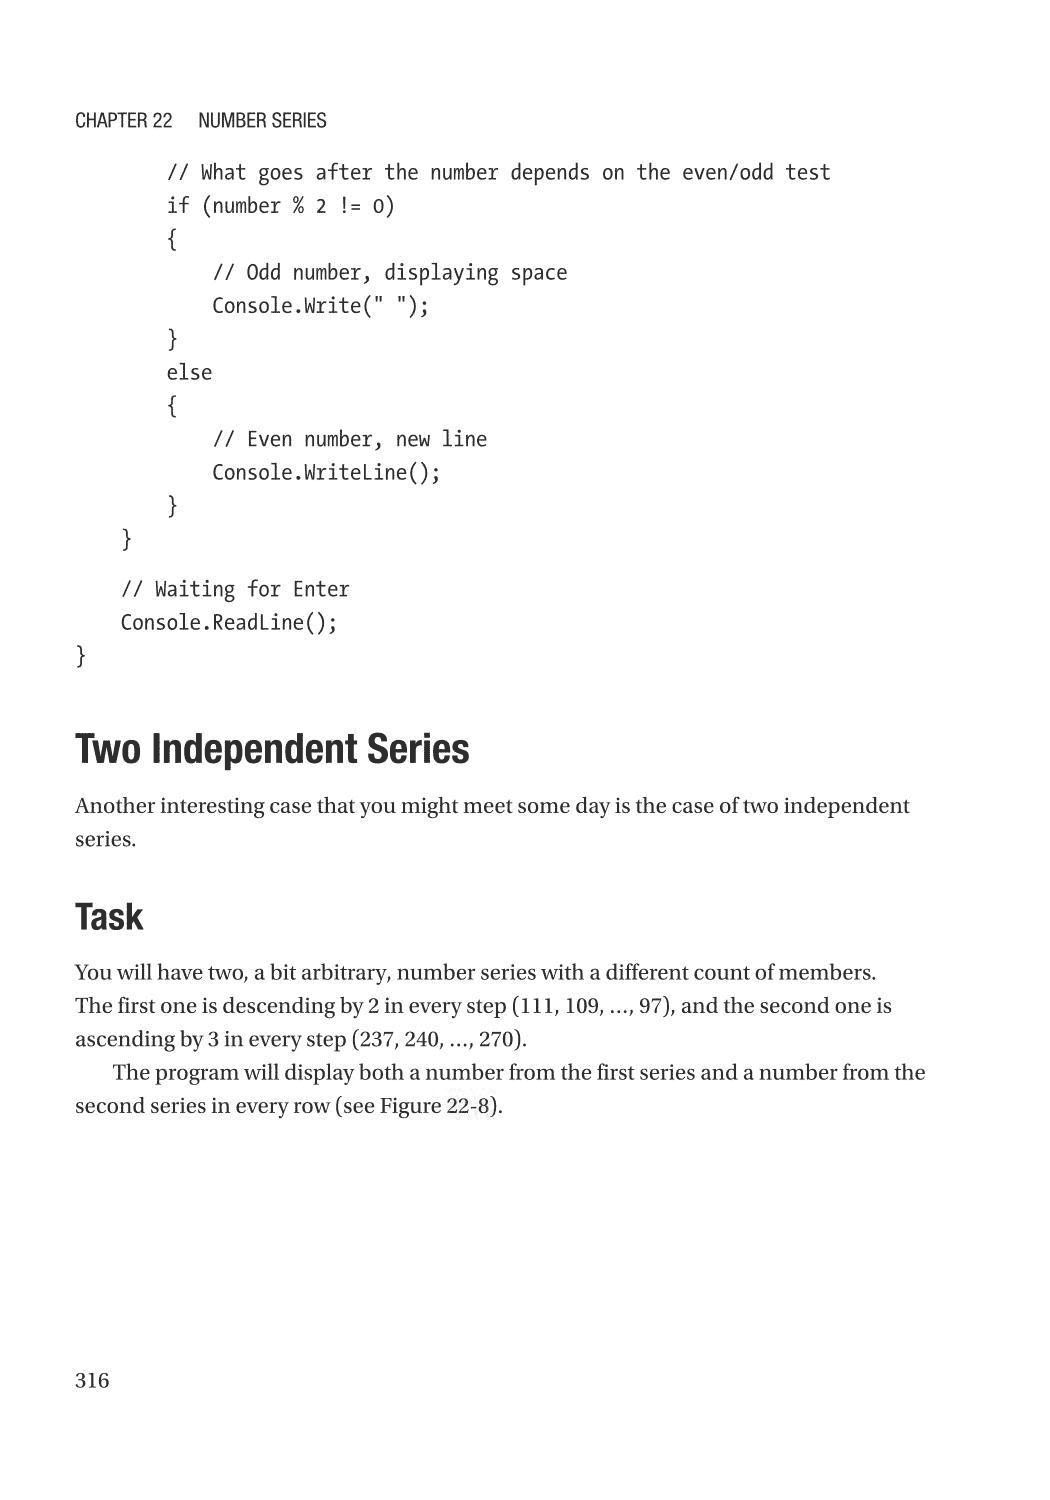 CHAPTER 22 NUMBER SERIES
// What goes after the number depends on the even/odd test
if (number % 2 != 0)
{
// Odd number, displaying space
Console.Write(" ");
}
else
{
// Even number, new line
Console.WriteLine();
}
}
// Waiting for Enter
Console.ReadLine();
}
Two Independent Series
Another interesting case that you might meet some day is the case of two independent
series.
Task
You will have two, a bit arbitrary, number series with a different count of members.
The first one is descending by 2 in every step (111, 109, …, 97), and the second one is
ascending by 3 in every step (237, 240, …, 270).
The program will display both a number from the first series and a number from the
second series in every row (see Figure 22-8).
316